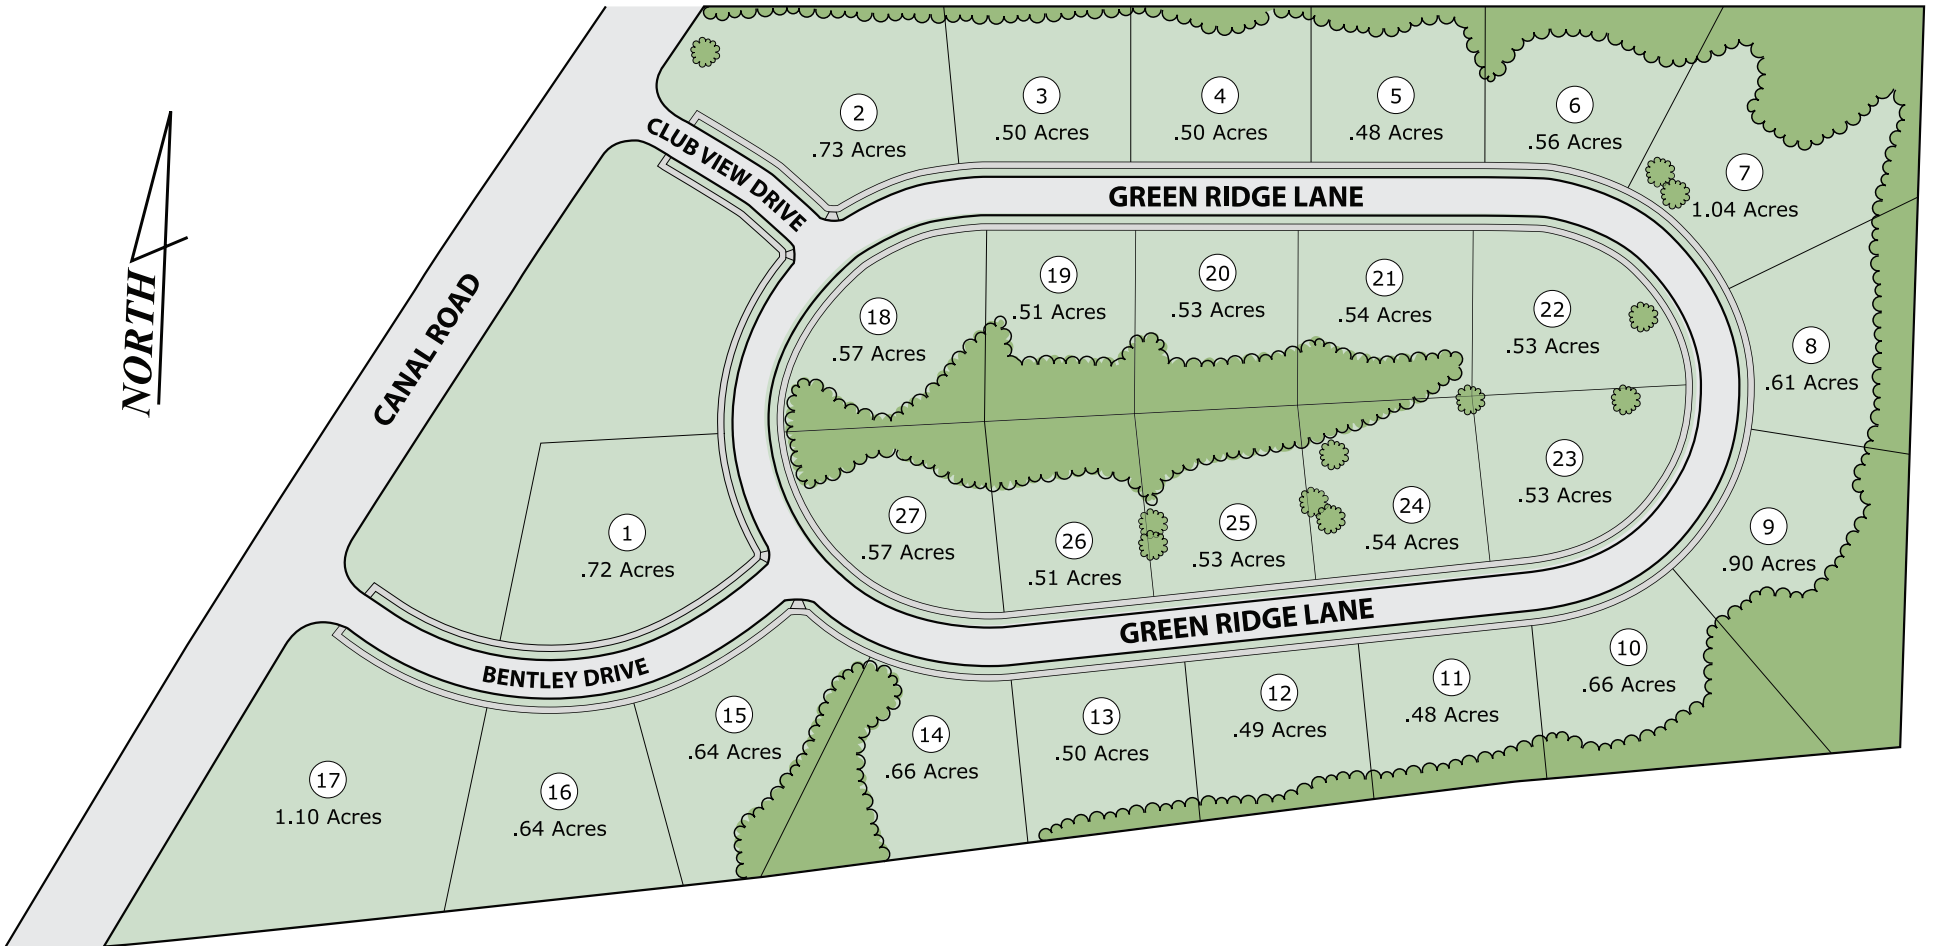 2
.73 Acres
3
.50 Acres
4
.50 Acres
5
.48 Acres
6
.56 Acres
7
1.04 Acres
CLUB VIEW DRIVE
GREEN RIDGE LANE
NORTH
CANAL ROAD
18
.57 Acres
19
.51 Acres
20
.53 Acres
21
.54 Acres
22
.53 Acres
8
.61 Acres
1
.72 Acres
27
.57 Acres
26
.51 Acres
25
.53 Acres
24
.54 Acres
23
.53 Acres
9
.90 Acres
GREEN RIDGE LANE
BENTLEY DRIVE
17
1.10 Acres
16
.64 Acres
15
.64 Acres
14
.66 Acres
13
.50 Acres
12
.49 Acres
11
.48 Acres
10
.66 Acres